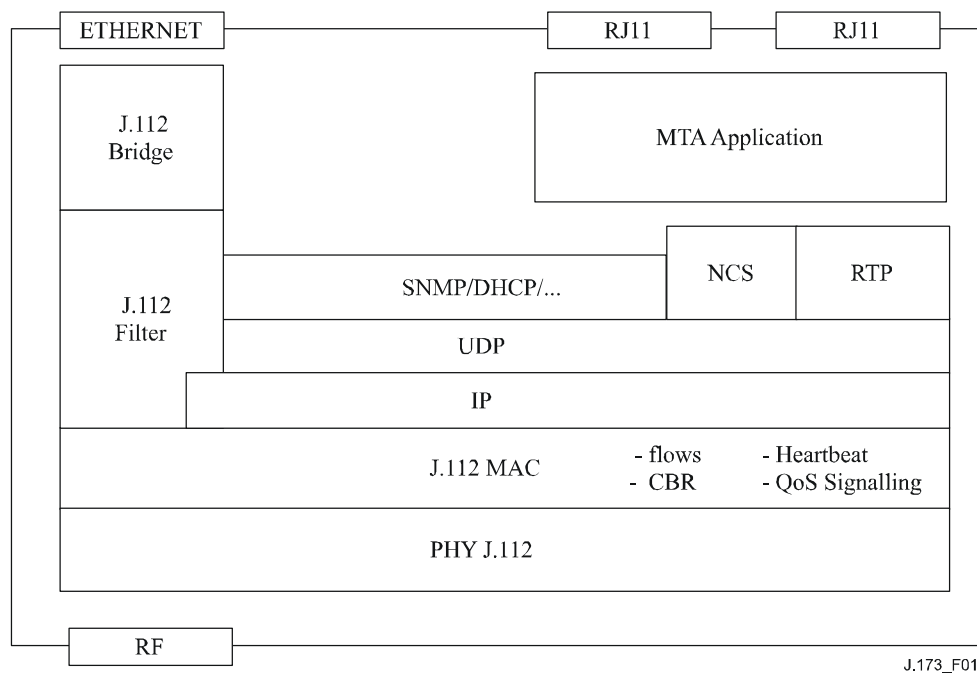 ETHERNET
RJ11
RJ11
J.112
Bridge
MTA Application
J.112
Filter
SNMP/DHCP/...
NCS
RTP
UDP
IP
J.112 MAC
- flows
- CBR
- Heartbeat
- QoS Signalling
PHY J.112
RF
J.173_F01